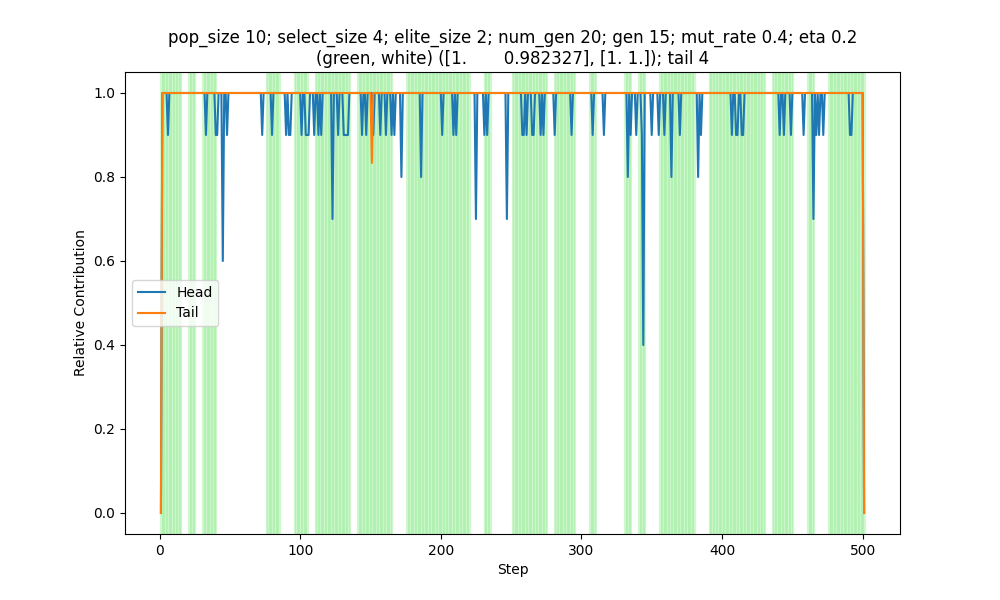 pop_size 10; select_size 4; elite_size 2; num_gen 20; gen 15; mut_rate 0.4; eta 0.2
(green, white) ([1.       0.982327], [1. 1.]); tail 4
1.0
0.8
0.6
0.4
0.2
0.0
Relative Contribution
Head
Tail
0
100
200
300
400
500
Step